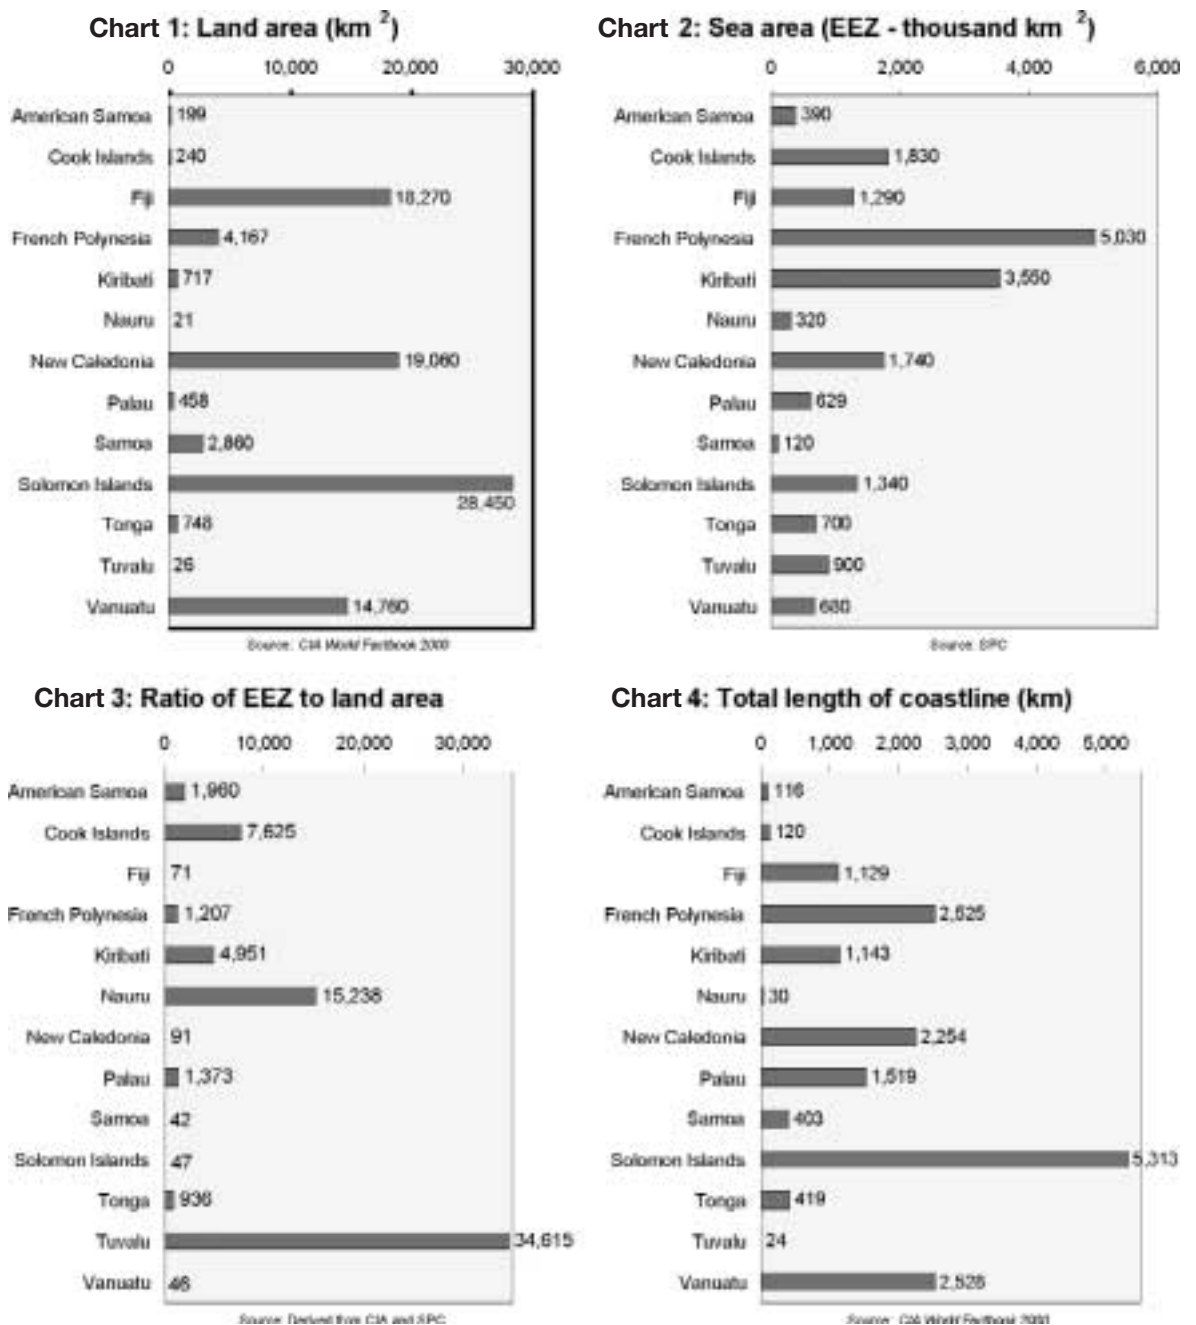 Chart 1: Land area (km 2)
0 10,000 20,000 30,000
American Samoa 199
Cook Islands 240
Fiji 18,270
French Polynesia 4,167
Kiribati 717
Nauru 21
New Caledonia 19,060
Palau 458
Samoa 2,860
Solomon Islands 28,450
Tonga 748
Tuvalu 26
Vanuatu 14,760
Source: CIA World Factbook 2000
Chart 2: Sea area (EEZ - thousand km 2)
0 2,000 4,000 6,000
American Samoa 390
Cook Islands 1,830
Fiji 1,290
French Polynesia 5,030
Kiribati 3,550
Nauru 320
New Caledonia 1,740
Palau 629
Samoa 120
Solomon Islands 1,340
Tonga 700
Tuvalu 900
Vanuatu 680
Source: SPC
Chart 3: Ratio of EEZ to land area
0 10,000 20,000 30,000
American Samoa 1,960
Cook Islands 7,625
Fiji 71
French Polynesia 1,207
Kiribati 4,951
Nauru 15,238
New Caledonia 91
Palau 1,373
Samoa 42
Solomon Islands 47
Tonga 936
Tuvalu 34,615
Vanuatu 46
Source: Derived from CIA and SPC
Chart 4: Total length of coastline (km)
0 1,000 2,000 3,000 4,000 5,000
American Samoa 116
Cook Islands 120
Fiji 1,129
French Polynesia 2,525
Kiribati 1,143
Nauru 30
New Caledonia 2,254
Palau 1,519
Samoa 403
Solomon Islands 5,313
Tonga 419
Tuvalu 24
Vanuatu 2,528
Source: CIA World Factbook 2000